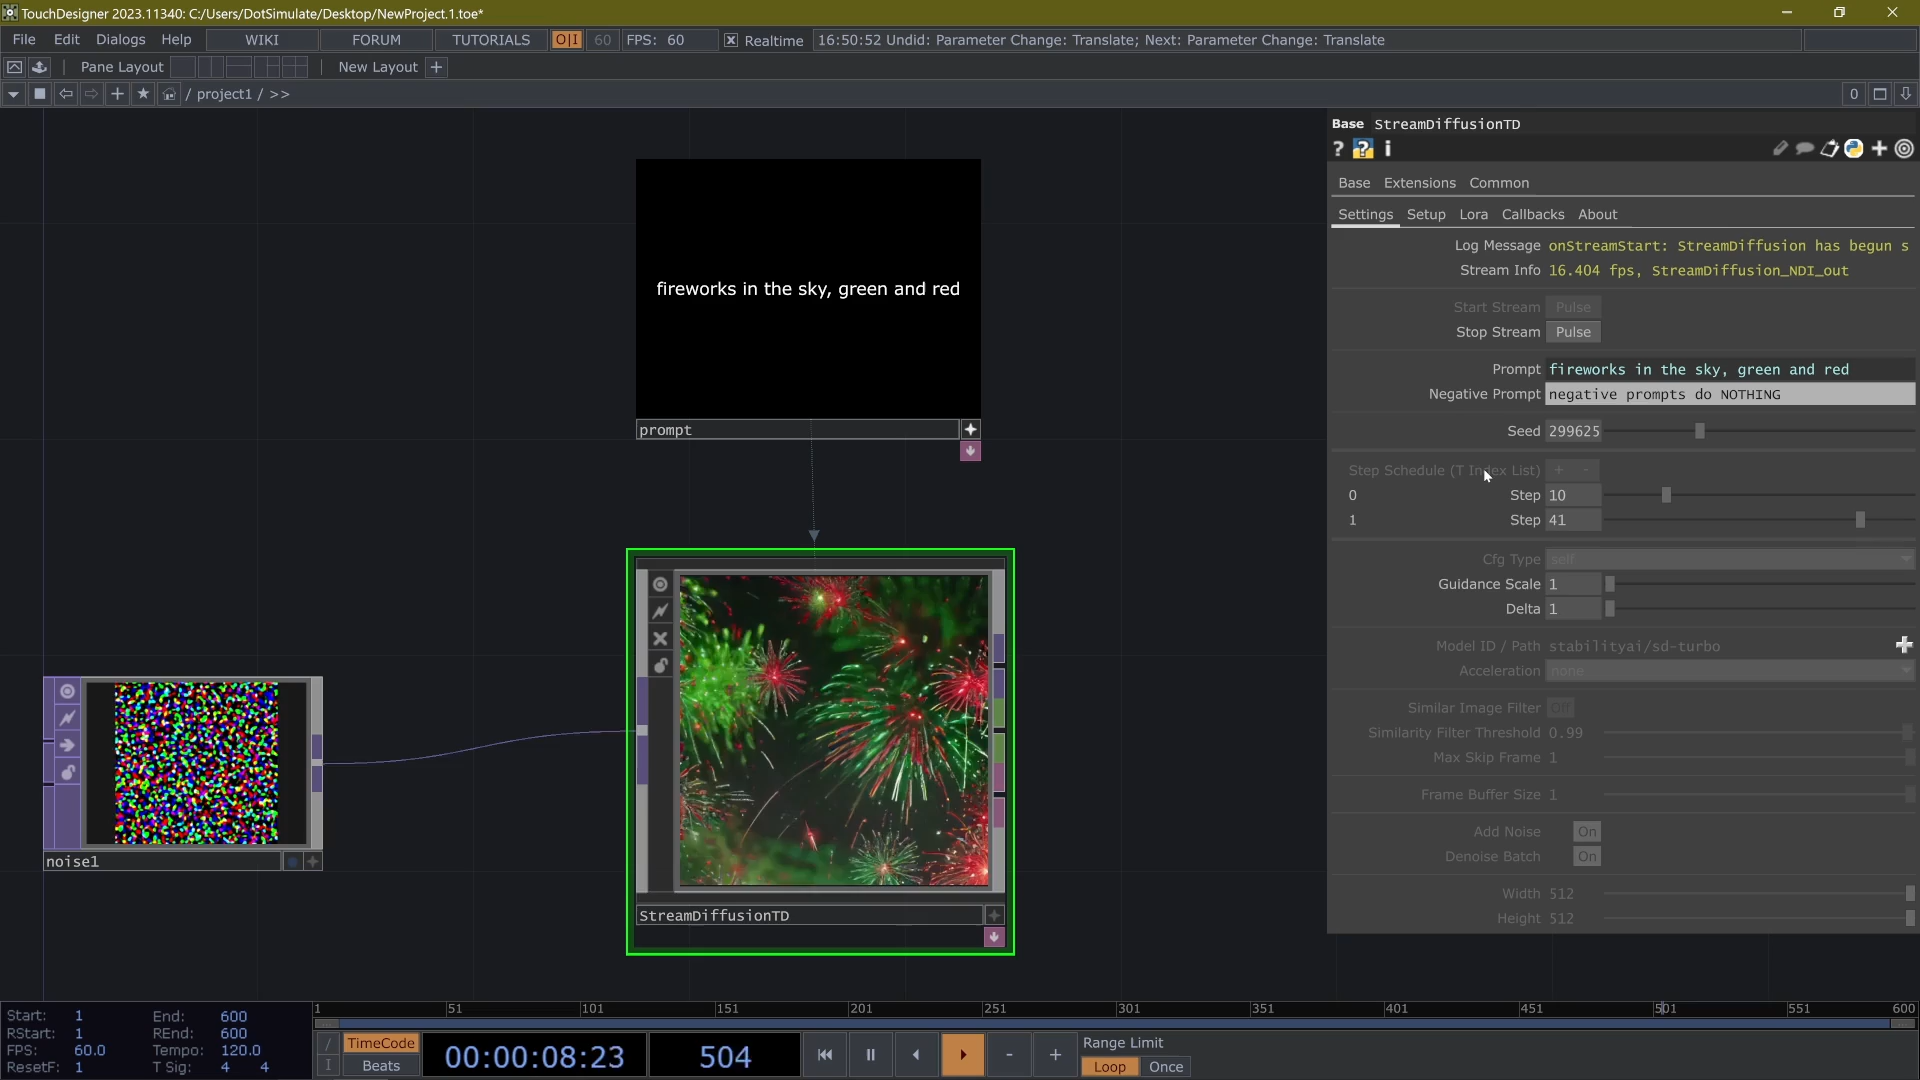 TouchDesigner 2023.11340: C:/Users/DotSimulate/Desktop/NewProject.1.toe*
File Edit Dialogs Help WIKI FORUM TUTORIALS O|I 60 FPS: 60 Realtime 16:50:52 Undid: Parameter Change: Translate; Next: Parameter Change: Translate
Pane Layout New Layout +
/ project1 / >> 0
Base StreamDiffusionTD
? ? i
Base Extensions Common
Settings Setup Lora Callbacks About
Log Message onStreamStart: StreamDiffusion has begun s
Stream Info 16.404 fps, StreamDiffusion_NDI_out
Start Stream Pulse
Stop Stream Pulse
Prompt fireworks in the sky, green and red
Negative Prompt negative prompts do NOTHING
Seed 299625
Step Schedule (T Index List) + -
0 Step 10
1 Step 41
Cfg Type self
Guidance Scale 1
Delta 1
Model ID / Path stabilityai/sd-turbo
Acceleration none
Similar Image Filter Off
Similarity Filter Threshold 0.99
Max Skip Frame 1
Frame Buffer Size 1
Add Noise On
Denoise Batch On
Width 512
Height 512
fireworks in the sky, green and red
prompt
noise1
StreamDiffusionTD
1 51 101 151 201 251 301 351 401 451 501 551 600
Start: 1 End: 600
RStart: 1 REnd: 600
FPS: 60.0 Tempo: 120.0
ResetF: 1 T Sig: 4 4
/ TimeCode
I Beats
00:00:08:23 504 - +
Range Limit
Loop Once